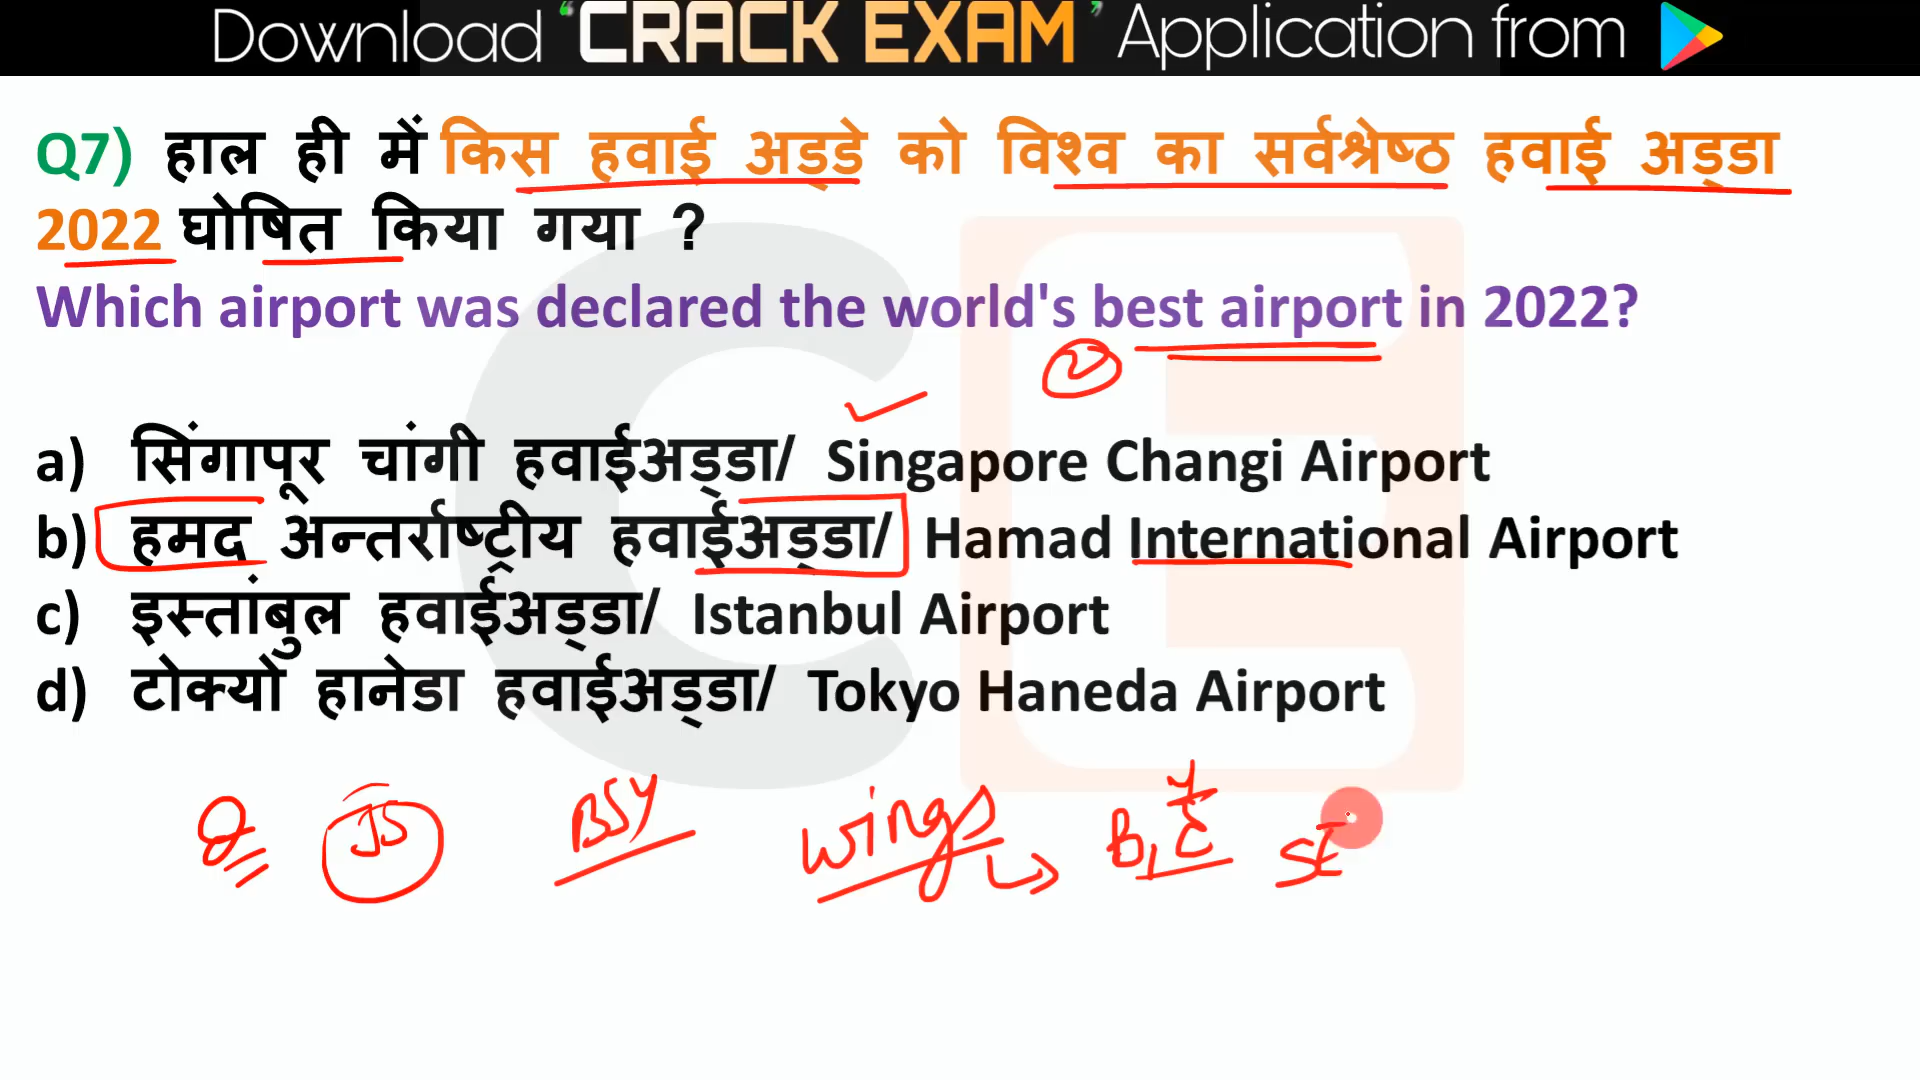 Download "CRACK EXAM" Application from
Q7) हाल ही में किस हवाई अड्डे को विश्व का सर्वश्रेष्ठ हवाई अड्डा
2022 घोषित किया गया ?
Which airport was declared the world's best airport in 2022?
a) सिंगापूर चांगी हवाईअड्डा/ Singapore Changi Airport
b) हमद अन्तर्राष्ट्रीय हवाईअड्डा/ Hamad International Airport
c) इस्तांबुल हवाईअड्डा/ Istanbul Airport
d) टोक्यो हानेडा हवाईअड्डा/ Tokyo Haneda Airport
wings